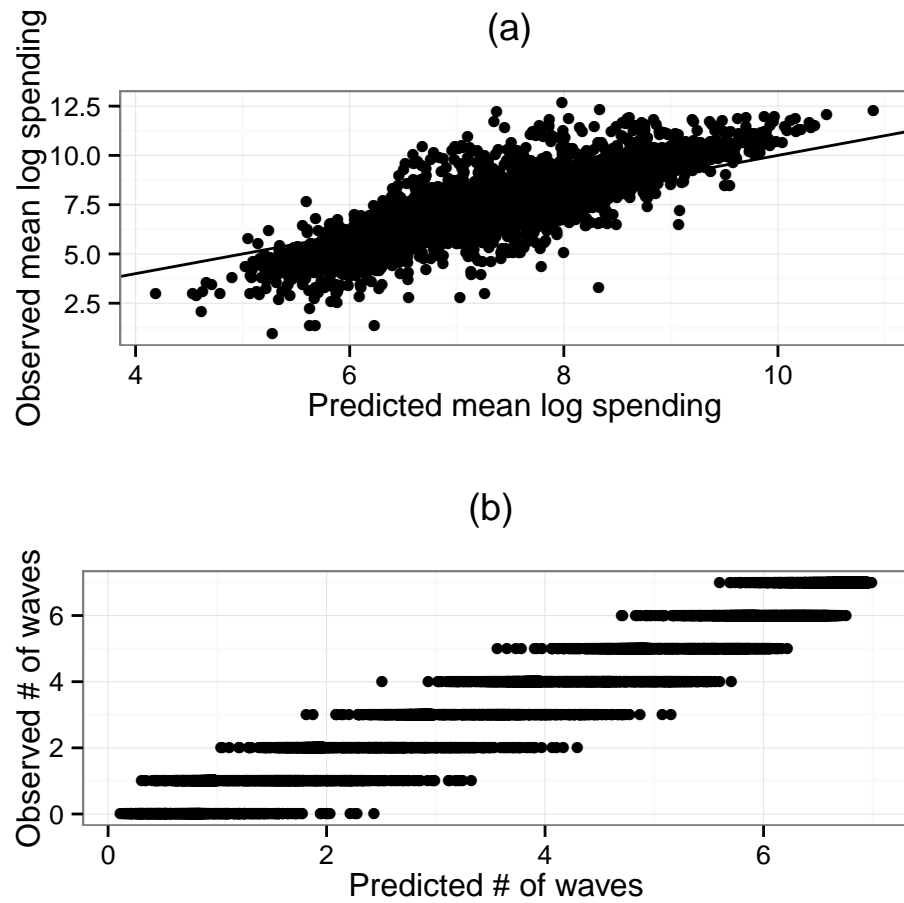 (a)
Observed mean log spending
12.5
10.0
7.5
5.0
2.5
4 6 8 10
Predicted mean log spending
(b)
Observed # of waves
6
4
2
0
0 2 4 6
Predicted # of waves